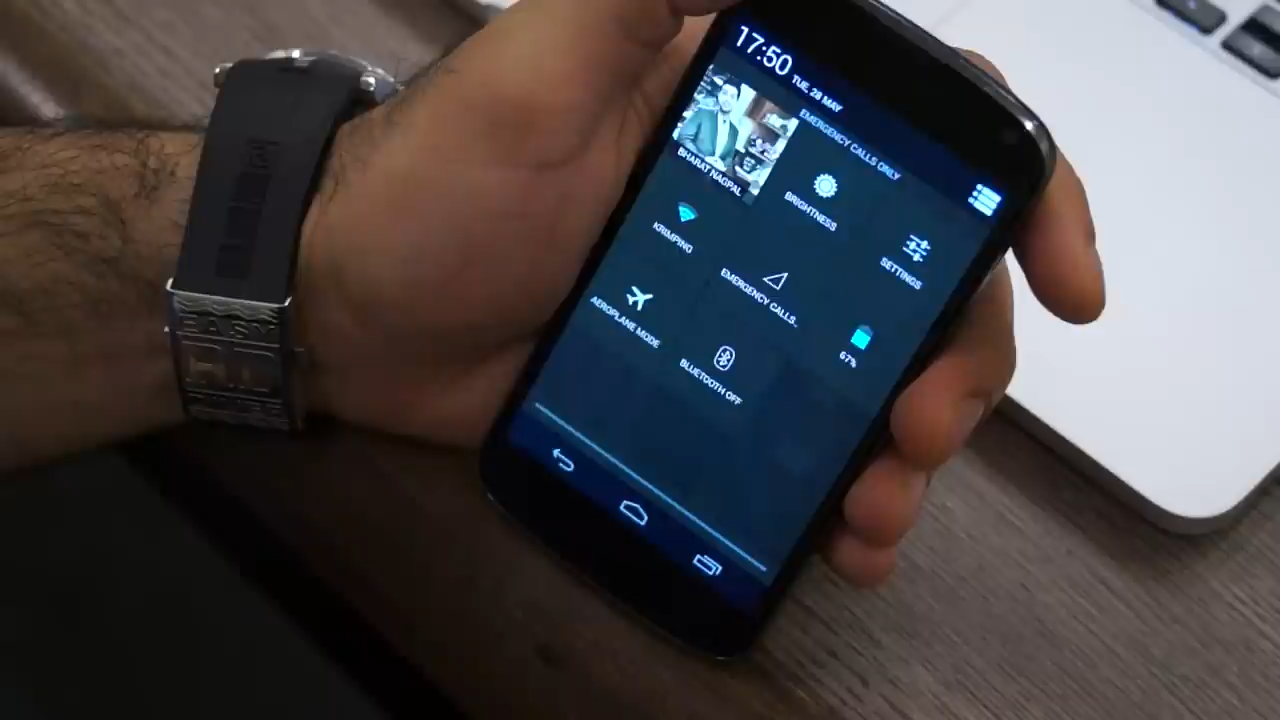 17:50 TUE, 28 MAY
EMERGENCY CALLS ONLY
BHARAT NAGPAL
BRIGHTNESS
SETTINGS
KRIMPING
EMERGENCY CALLS..
67%
AEROPLANE MODE
BLUETOOTH OFF
EASY